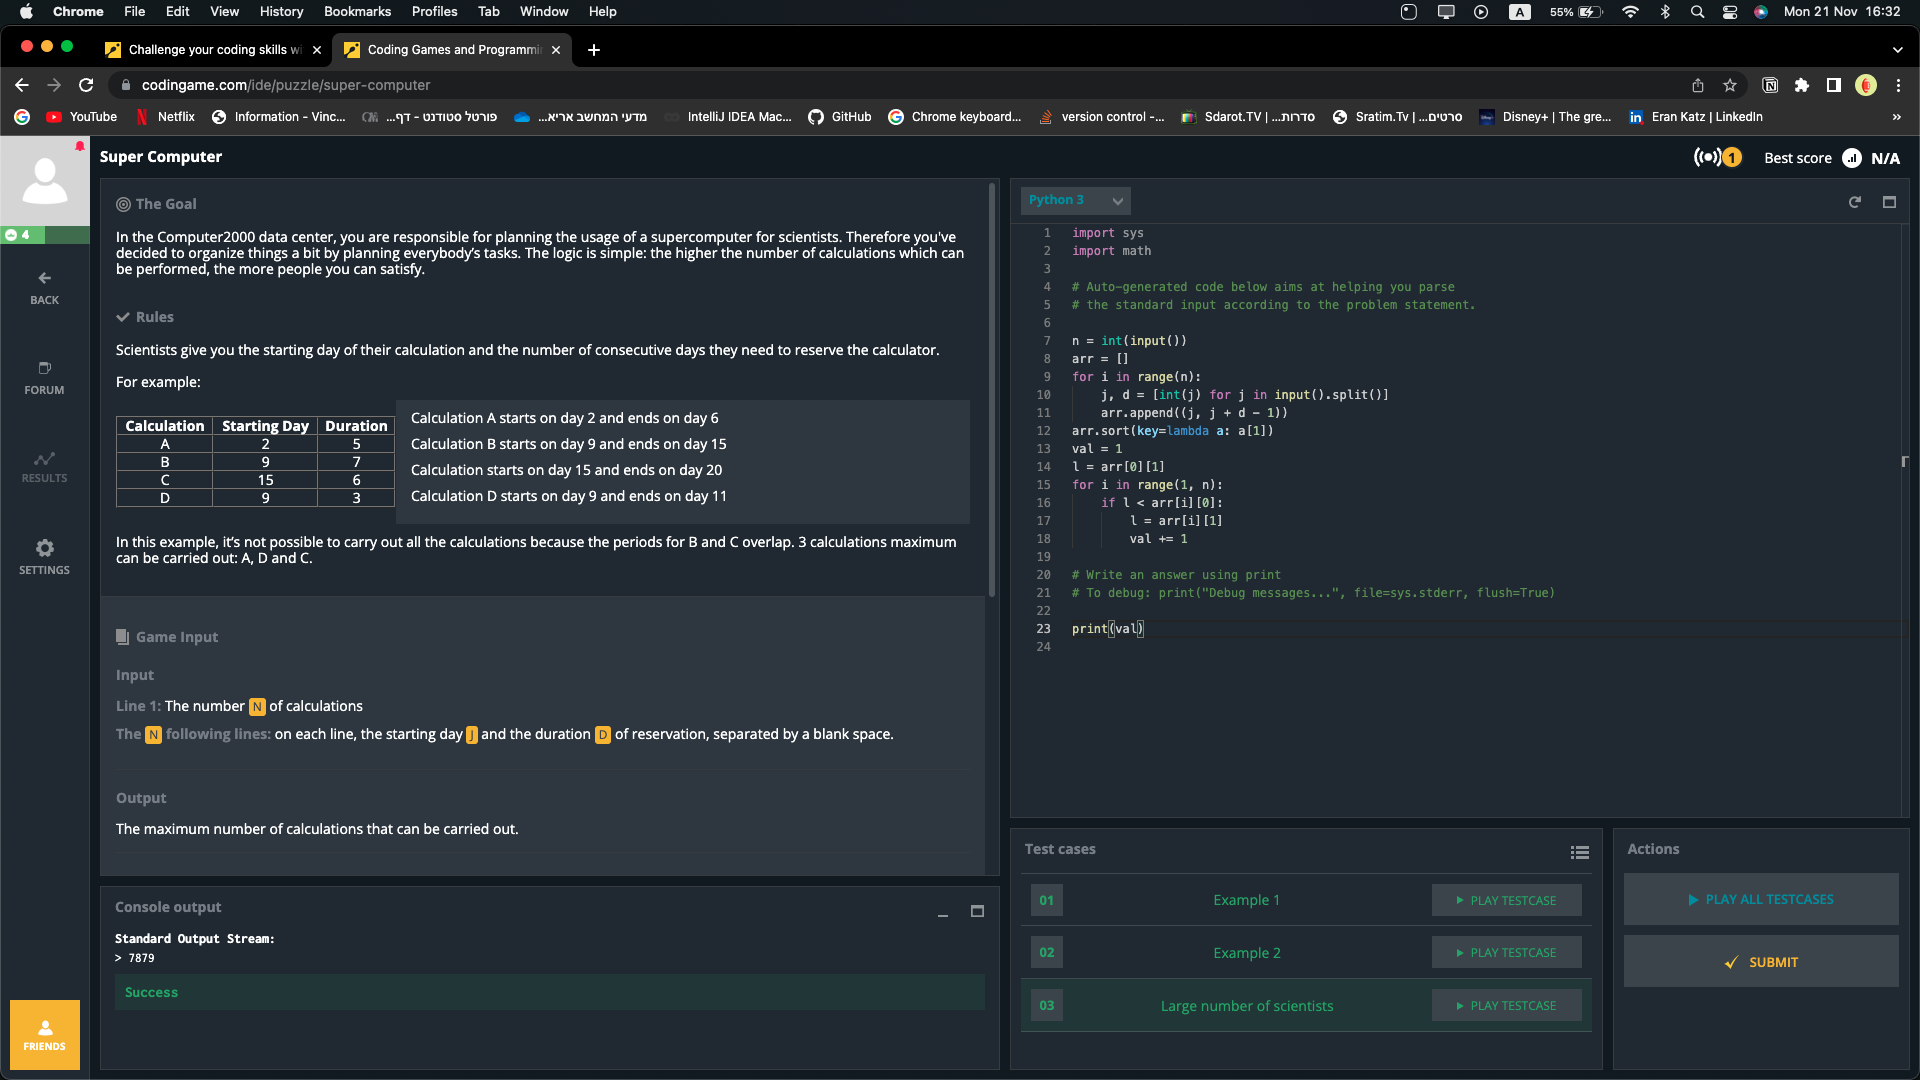 Chrome File Edit View History Bookmarks Profiles Tab Window Help A 55% Mon 21 Nov 16:32
Challenge your coding skills wi
Coding Games and Programmin
codingame.com/ide/puzzle/super-computer
YouTube Netflix Information - Vinc... פורטל סטודנט - דף... מדעי המחשב אריא... IntelliJ IDEA Mac... GitHub Chrome keyboard... version control -... Sdarot.TV | סדרות... Sratim.Tv | סרטים... Disney+ | The gre... Eran Katz | LinkedIn »
Super Computer
1 Best score N/A
4
BACK
FORUM
RESULTS
SETTINGS
FRIENDS
The Goal
In the Computer2000 data center, you are responsible for planning the usage of a supercomputer for scientists. Therefore you've
decided to organize things a bit by planning everybody’s tasks. The logic is simple: the higher the number of calculations which can
be performed, the more people you can satisfy.
Rules
Scientists give you the starting day of their calculation and the number of consecutive days they need to reserve the calculator.
For example:
Calculation Starting Day Duration
A 2 5
B 9 7
C 15 6
D 9 3
Calculation A starts on day 2 and ends on day 6
Calculation B starts on day 9 and ends on day 15
Calculation starts on day 15 and ends on day 20
Calculation D starts on day 9 and ends on day 11
In this example, it’s not possible to carry out all the calculations because the periods for B and C overlap. 3 calculations maximum
can be carried out: A, D and C.
Game Input
Input
Line 1: The number N of calculations
The N following lines: on each line, the starting day J and the duration D of reservation, separated by a blank space.
Output
The maximum number of calculations that can be carried out.
Console output
Standard Output Stream:
> 7879
Success
Python 3
1 import sys
2 import math
3
4 # Auto-generated code below aims at helping you parse
5 # the standard input according to the problem statement.
6
7 n = int(input())
8 arr = []
9 for i in range(n):
10     j, d = [int(j) for j in input().split()]
11     arr.append((j, j + d - 1))
12 arr.sort(key=lambda a: a[1])
13 val = 1
14 l = arr[0][1]
15 for i in range(1, n):
16     if l < arr[i][0]:
17         l = arr[i][1]
18         val += 1
19
20 # Write an answer using print
21 # To debug: print("Debug messages...", file=sys.stderr, flush=True)
22
23 print(val)
24
Test cases
01 Example 1 PLAY TESTCASE
02 Example 2 PLAY TESTCASE
03 Large number of scientists PLAY TESTCASE
Actions
PLAY ALL TESTCASES
SUBMIT